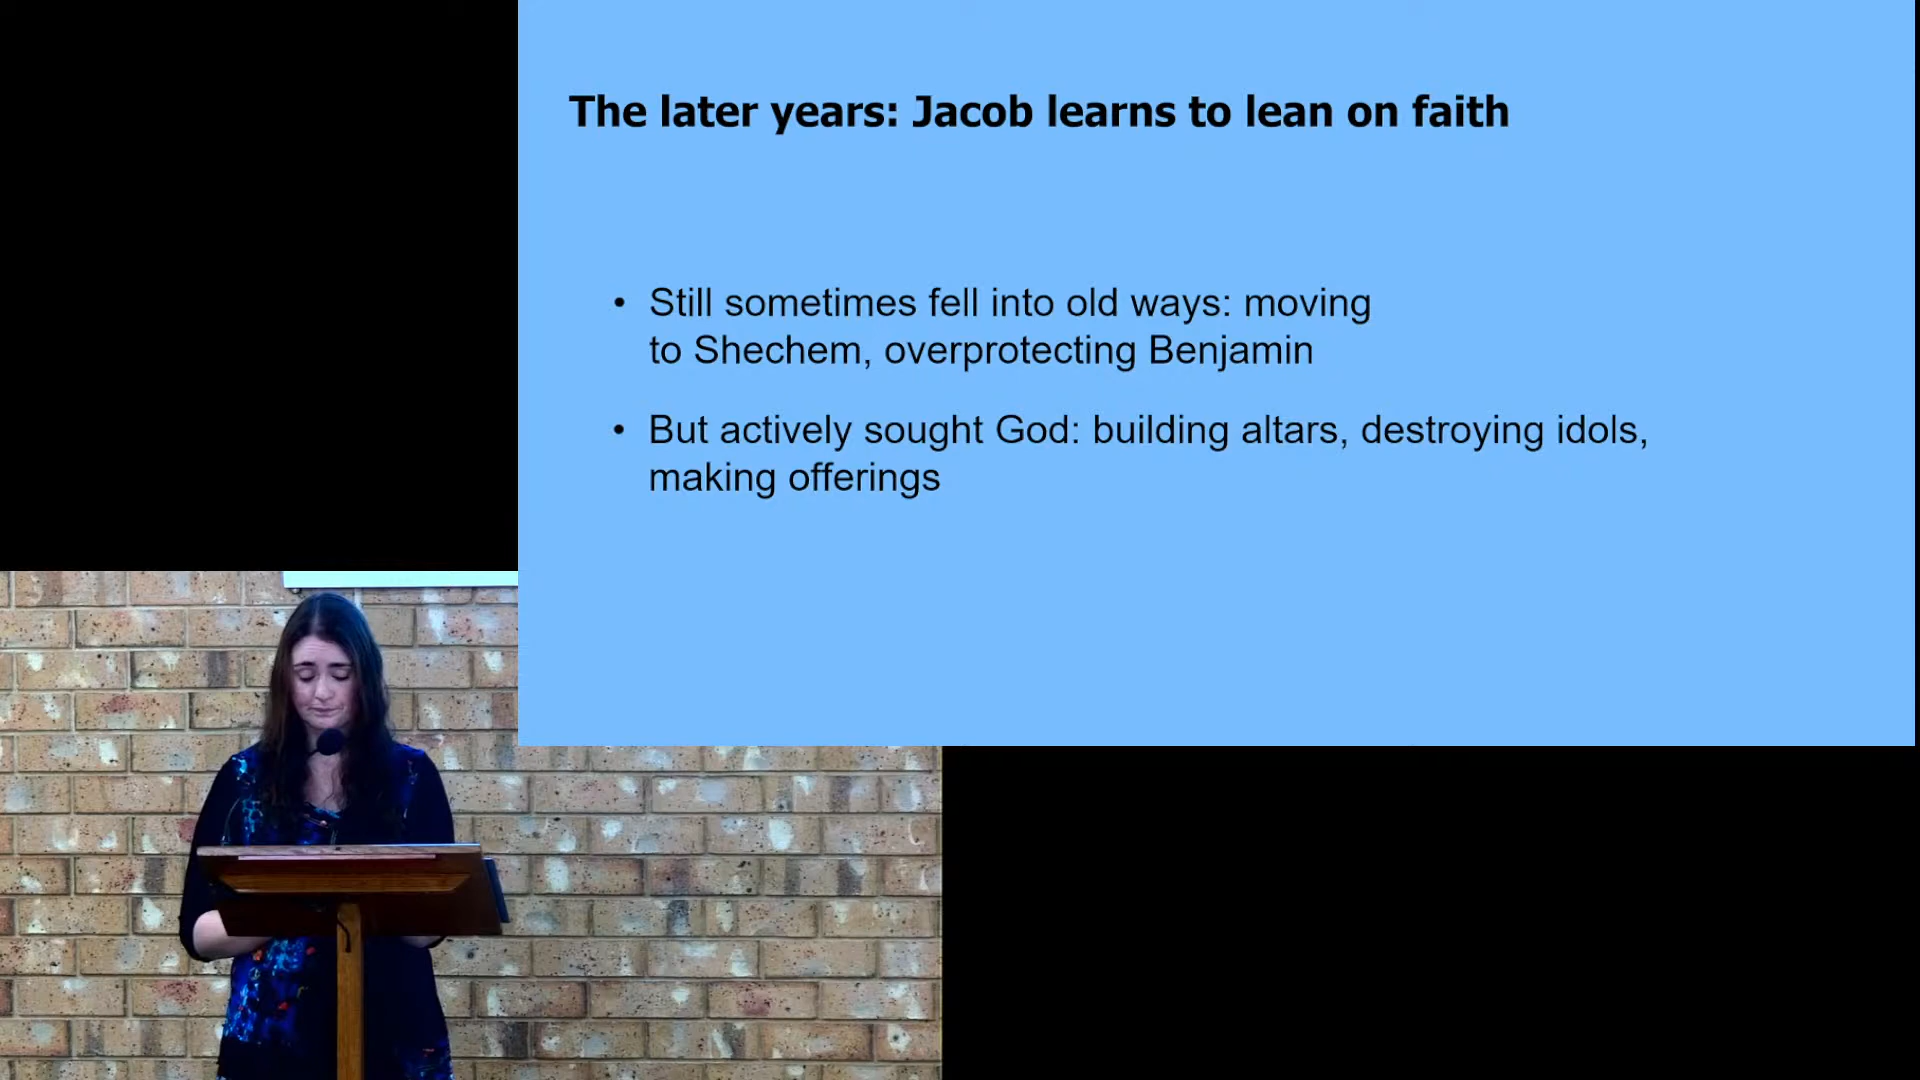 The later years: Jacob learns to lean on faith
• Still sometimes fell into old ways: moving
to Shechem, overprotecting Benjamin
• But actively sought God: building altars, destroying idols,
making offerings